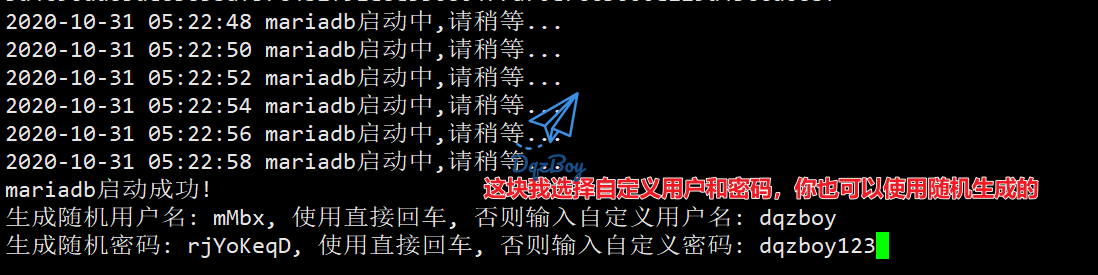 2020-10-31 05:22:48 mariadb启动中,请稍等...
2020-10-31 05:22:50 mariadb启动中,请稍等...
2020-10-31 05:22:52 mariadb启动中,请稍等...
2020-10-31 05:22:54 mariadb启动中,请稍等...
2020-10-31 05:22:56 mariadb启动中,请稍等...
2020-10-31 05:22:58 mariadb启动中,请稍等...
DqzBoy
mariadb启动成功!
这块我选择自定义用户和密码，你也可以使用随机生成的
生成随机用户名: mMbx, 使用直接回车, 否则输入自定义用户名: dqzboy
生成随机密码: rjYoKeqD, 使用直接回车, 否则输入自定义密码: dqzboy123